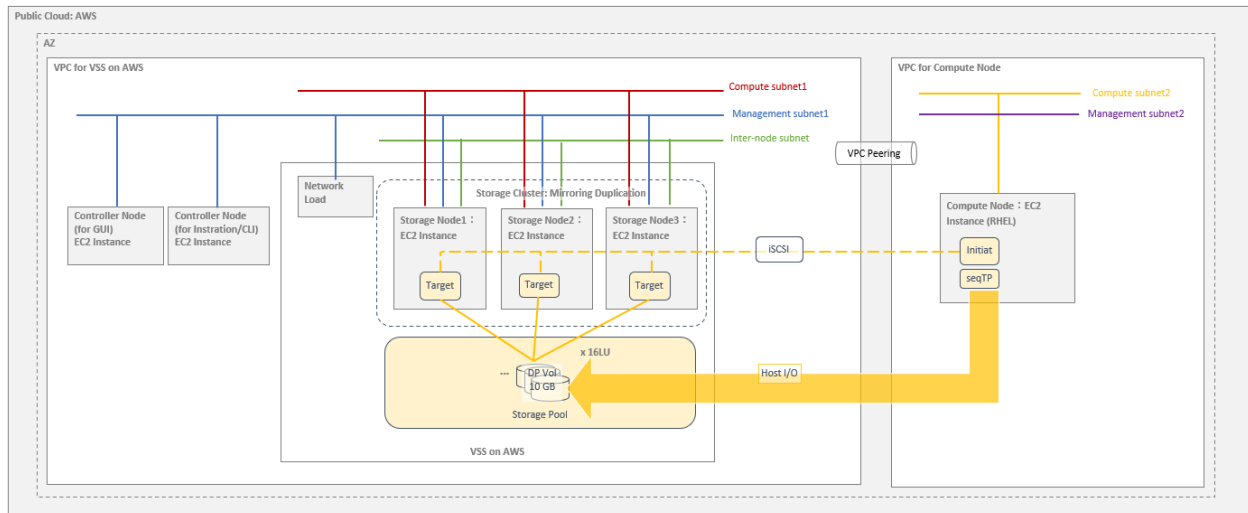 Public Cloud: AWS
AZ
VPC for VSS on AWS
VPC for Compute Node
Compute subnet1
Compute subnet2
Management subnet1
Management subnet2
Inter-node subnet
VPC Peering
Network
Load
Storage Cluster: Mirroring Duplication
Controller Node
(for GUI)
EC2 Instance
Controller Node
(for Instration/CLI)
EC2 Instance
Storage Node1：
EC2 Instance
Storage Node2：
EC2 Instance
Storage Node3：
EC2 Instance
Compute Node：EC2
Instance (RHEL)
iSCSI
Initiat
seqTP
Target
Target
Target
x 16LU
...
DP Vol
10 GB
Host I/O
Storage Pool
VSS on AWS